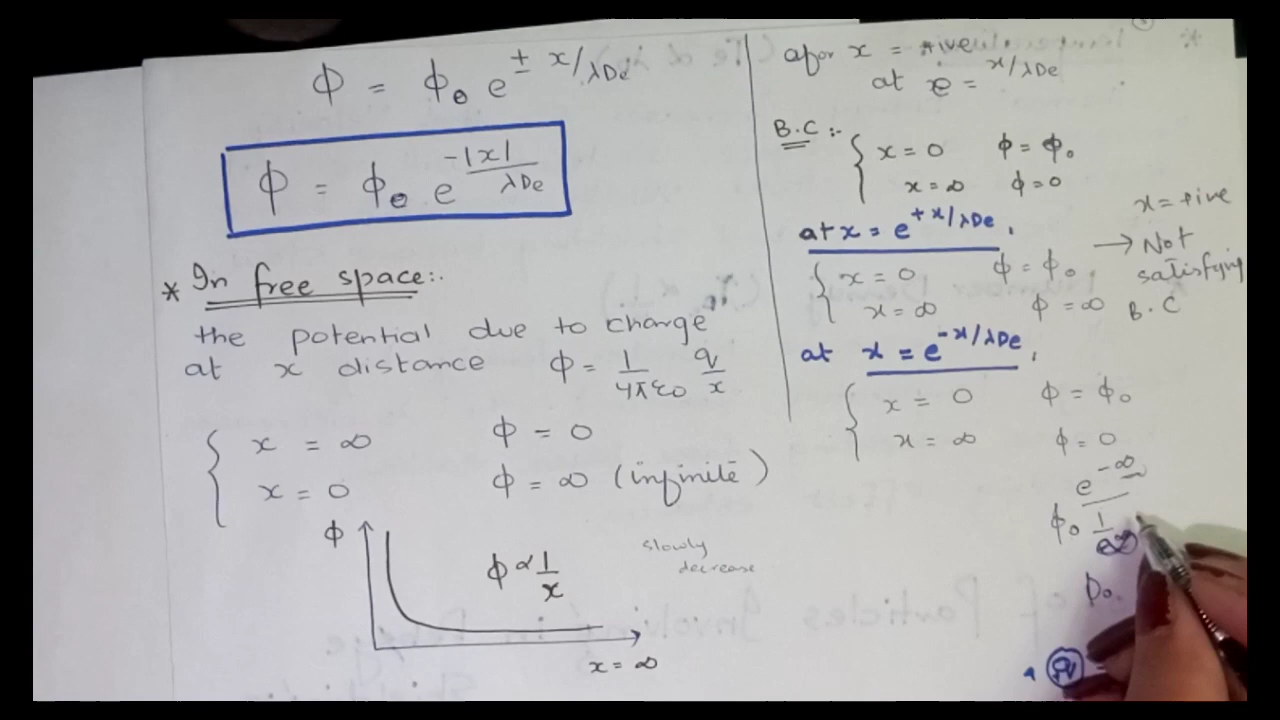 ϕ = ϕ₀ e^(± x/λDe)
ϕ = ϕ₀ e^(-|x|/λDe)
* In free space:-
the potential due to charge
at x distance ϕ = 1/4πε₀ q/x
x = ∞ ϕ = 0
x = 0 ϕ = ∞ (infinite)
ϕ
ϕ ∝ 1/x
slowly
decrease
x = ∞
for x = +ive
at e = x/λDe
B.C :-
x = 0 ϕ = ϕ₀
x = ∞ ϕ = 0
at x = e^(+x/λDe).
x = +ive
x = 0 ϕ = ϕ₀
→ Not
satisfying
x = ∞ ϕ = ∞ B.C
at x = e^(-x/λDe).
x = 0 ϕ = ϕ₀
x = ∞ ϕ = 0
e^(-∞)
ϕ₀ 1/e^∞
ϕ₀.